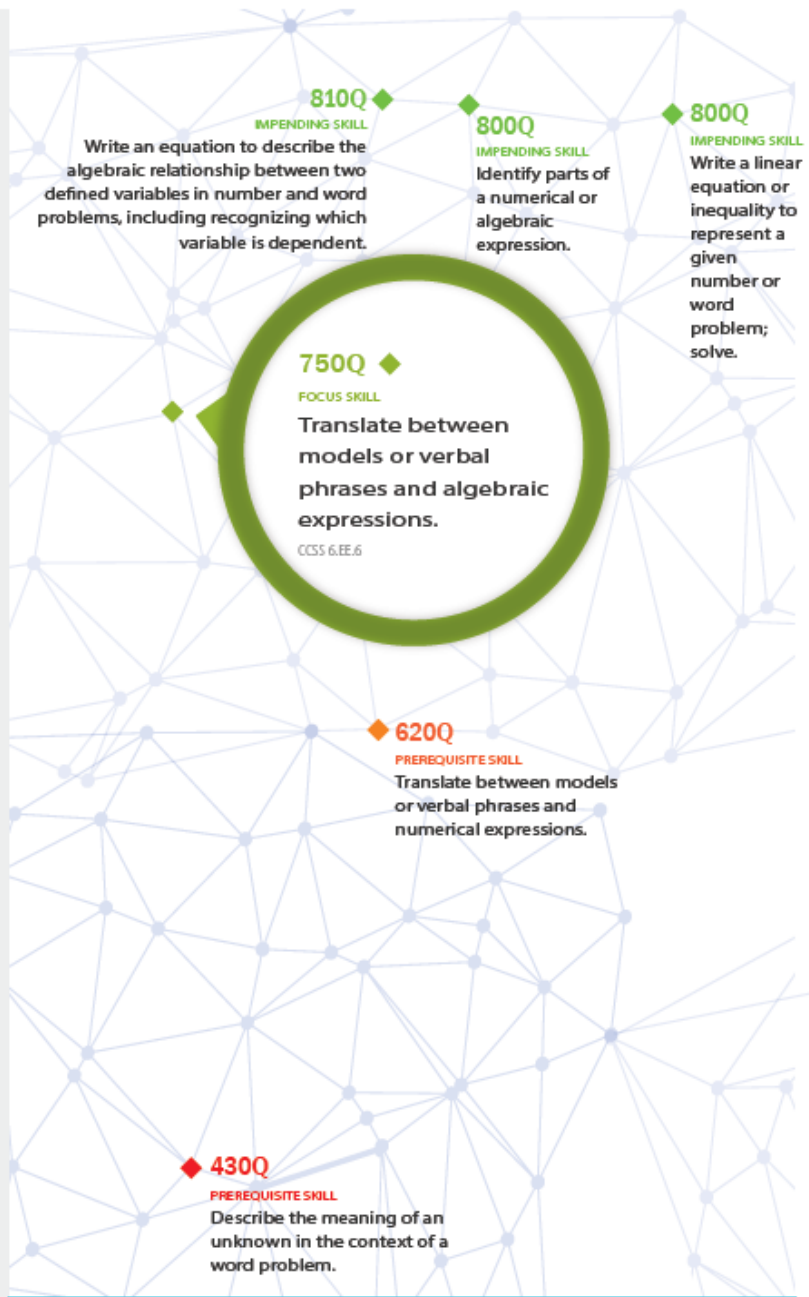 810Q
IMPENDING SKILL
Write an equation to describe the
algebraic relationship between two
defined variables in number and word
problems, including recognizing which
variable is dependent.
800Q
IMPENDING SKILL
Identify parts of
a numerical or
algebraic
expression.
800Q
IMPENDING SKILL
Write a linear
equation or
inequality to
represent a
given
number or
word
problem;
solve.
750Q
FOCUS SKILL
Translate between
models or verbal
phrases and algebraic
expressions.
CCSS 6.EE.6
620Q
PREREQUISITE SKILL
Translate between models
or verbal phrases and
numerical expressions.
430Q
PREREQUISITE SKILL
Describe the meaning of an
unknown in the context of a
word problem.